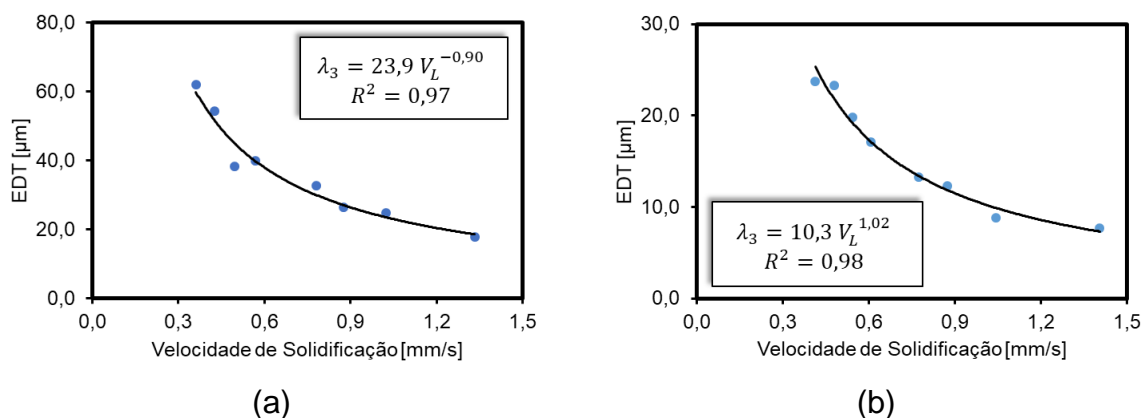 80,0
60,0
40,0
20,0
0,0
EDT [µm]
λ₃ = 23,9 V_L^{−0,90}
R² = 0,97
0,0 0,3 0,6 0,9 1,2 1,5
Velocidade de Solidificação [mm/s]
(a)
30,0
20,0
10,0
0,0
EDT [µm]
λ₃ = 10,3 V_L^{1,02}
R² = 0,98
0,0 0,3 0,6 0,9 1,2 1,5
Velocidade de Solidificação [mm/s]
(b)